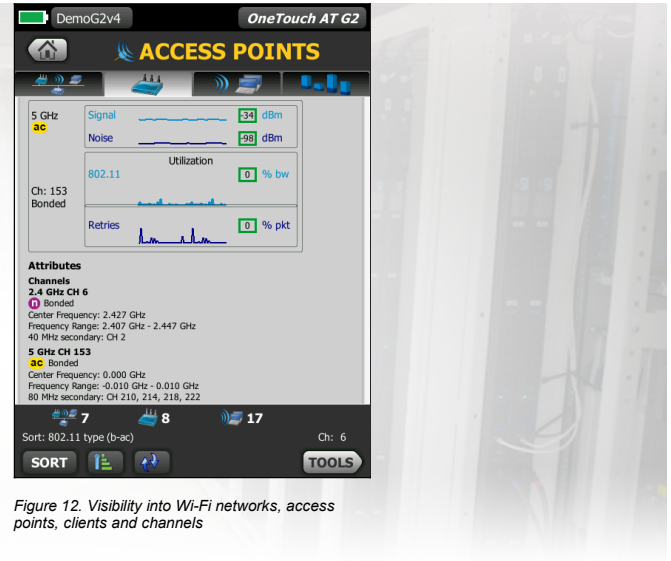 DemoG2v4
OneTouch AT G2
ACCESS POINTS
5 GHz
ac
Signal
-34 dBm
Noise
-98 dBm
Utilization
802.11
0 % bw
Ch: 153
Bonded
Retries
0 % pkt
Attributes
Channels
2.4 GHz CH 6
n Bonded
Center Frequency: 2.427 GHz
Frequency Range: 2.407 GHz - 2.447 GHz
40 MHz secondary: CH 2
5 GHz CH 153
ac Bonded
Center Frequency: 0.000 GHz
Frequency Range: -0.010 GHz - 0.010 GHz
80 MHz secondary: CH 210, 214, 218, 222
7
8
17
Sort: 802.11 type (b-ac)
Ch: 6
SORT
TOOLS
Figure 12. Visibility into Wi-Fi networks, access
points, clients and channels